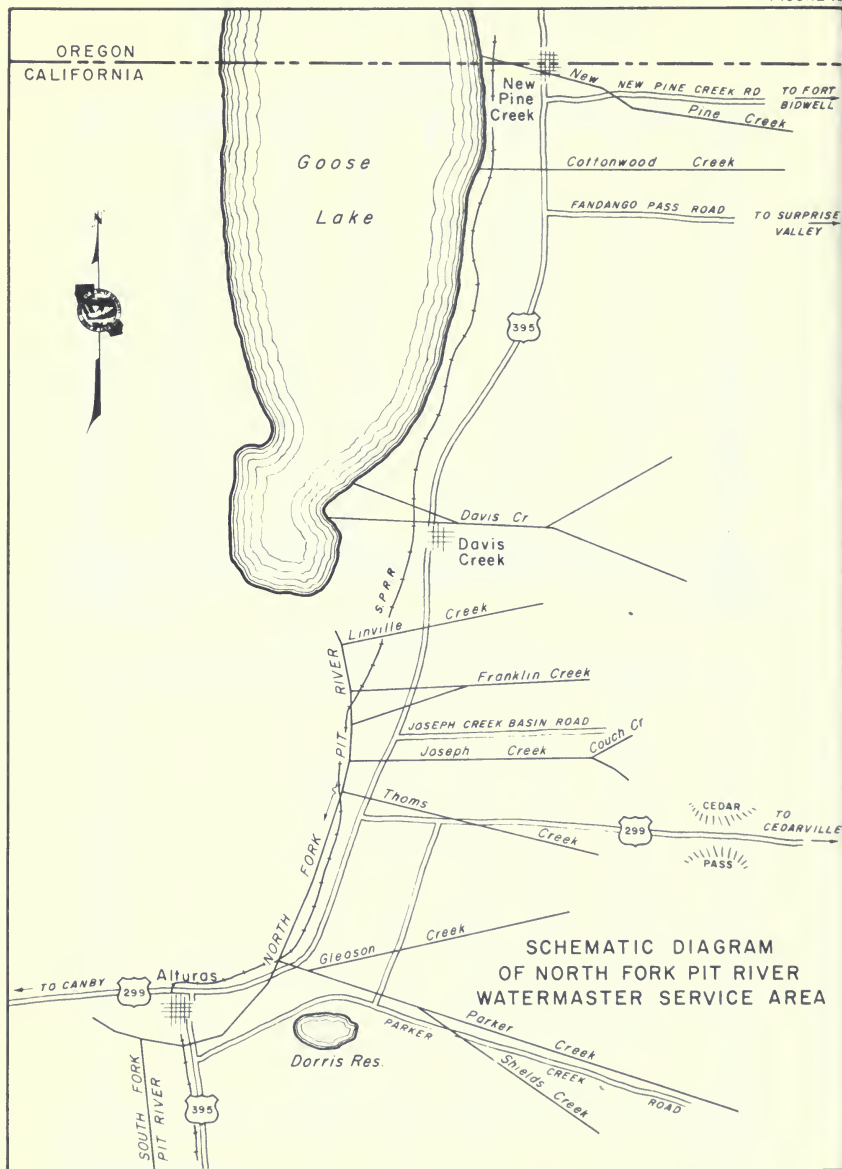 OREGON
CALIFORNIA
New
Pine
Creek
New
NEW PINE CREEK RD
TO FORT
BIDWELL
Pine Creek
Goose
Lake
Cottonwood Creek
FANDANGO PASS ROAD
TO SURPRISE
VALLEY
395
Davis Cr
Davis
Creek
S.P.R.R.
Linville Creek
Franklin Creek
JOSEPH CREEK BASIN ROAD
Joseph Creek
Couch Cr
NORTH FORK PIT RIVER
Thoms
Creek
299
CEDAR
PASS
TO
CEDARVILLE
Gleason Creek
SCHEMATIC DIAGRAM
OF NORTH FORK PIT RIVER
WATERMASTER SERVICE AREA
TO CANBY
299
Alturas
Dorris Res.
PARKER
CREEK
ROAD
Parker
Creek
Shields Creek
SOUTH FORK
PIT RIVER
395